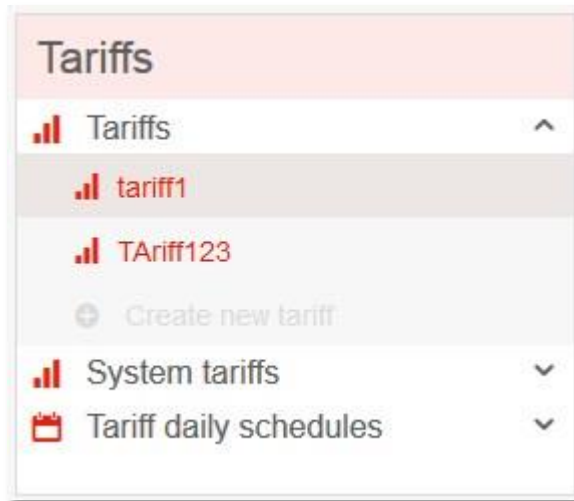 Tariffs
Tariffs
tariff1
TAriff123
Create new tariff
System tariffs
Tariff daily schedules